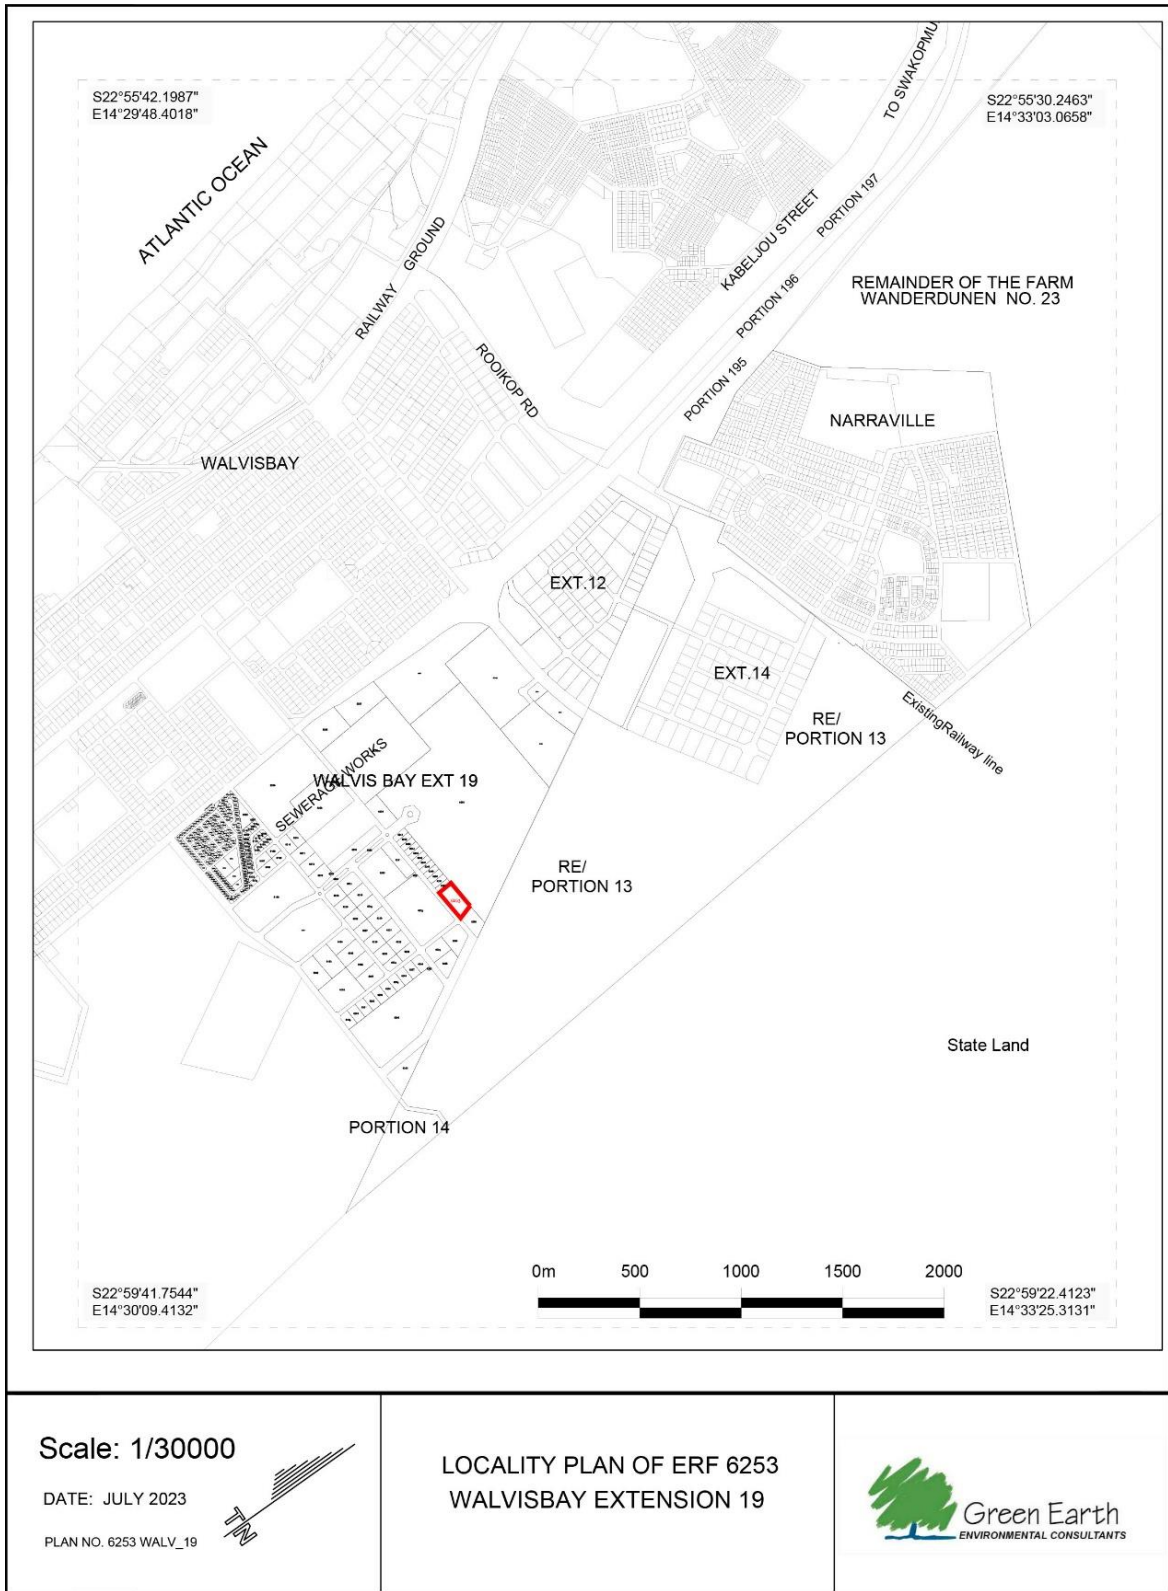 S22°55'42.1987"
E14°29'48.4018"
S22°55'30.2463"
E14°33'03.0658"
TO SWAKOPMU
ATLANTIC OCEAN
RAILWAY GROUND
KABELJOU STREET
PORTION 197
PORTION 196
PORTION 195
REMAINDER OF THE FARM
WANDERDUNEN NO. 23
ROOIKOP RD
NARRAVILLE
WALVISBAY
EXT.12
EXT.14
RE/
PORTION 13
ExistingRailway line
SEWERAGE WORKS
WALVIS BAY EXT 19
RE/
PORTION 13
State Land
PORTION 14
0m 500 1000 1500 2000
S22°59'41.7544"
E14°30'09.4132"
S22°59'22.4123"
E14°33'25.3131"
Scale: 1/30000
DATE: JULY 2023
PLAN NO. 6253 WALV_19
TN
LOCALITY PLAN OF ERF 6253
WALVISBAY EXTENSION 19
Green Earth
ENVIRONMENTAL CONSULTANTS